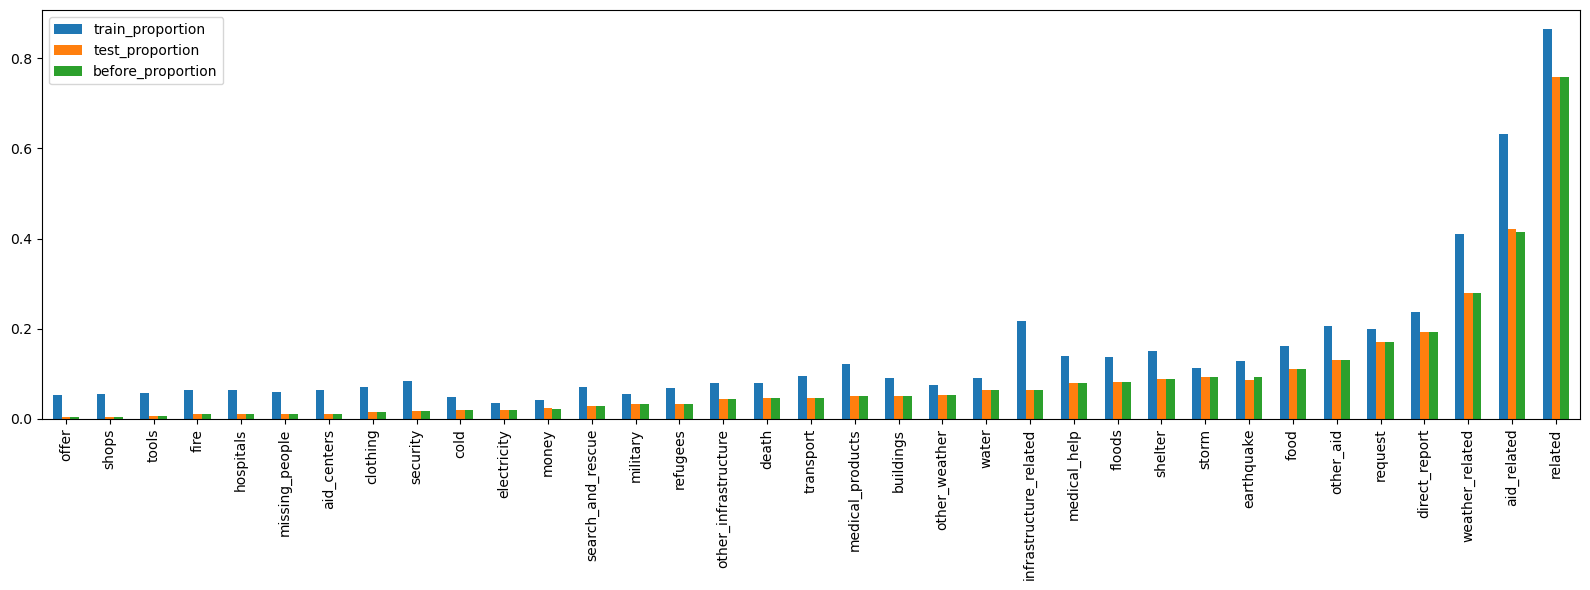 train_proportion
test_proportion
before_proportion
0.8
0.6
0.4
0.2
0.0
offer
shops
tools
fire
hospitals
missing_people
aid_centers
clothing
security
cold
electricity
money
search_and_rescue
military
refugees
other_infrastructure
death
transport
medical_products
buildings
other_weather
water
infrastructure_related
medical_help
floods
shelter
storm
earthquake
food
other_aid
request
direct_report
weather_related
aid_related
related